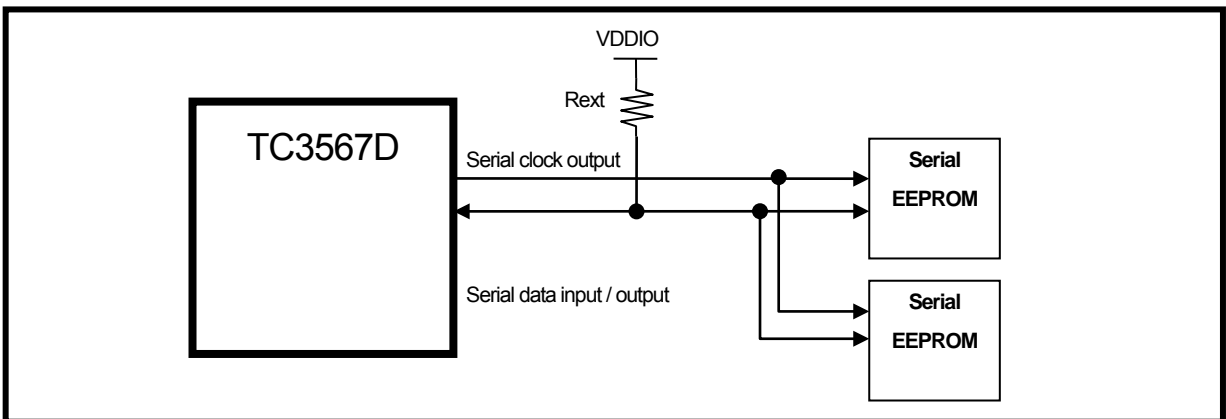 VDDIO
Rext
TC3567D
Serial clock output
Serial data input / output
Serial
EEPROM
Serial
EEPROM